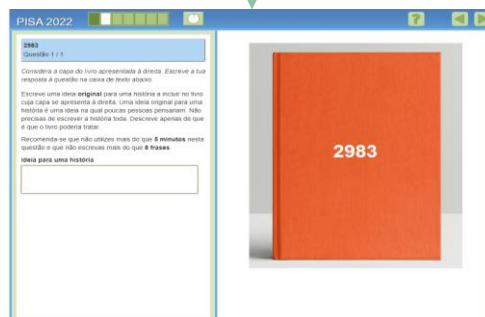 PISA 2022
?
2983
Questão 1 / 1
Considera a capa do livro apresentada à direita. Escreve a tua
resposta à questão na caixa de texto abaixo.
Escreve uma ideia original para uma história a incluir no livro
cuja capa se apresenta à direita. Uma ideia original para uma
história é uma ideia na qual poucas pessoas pensariam. Não
precisas de escrever a história toda. Descreve apenas de que
é que o livro poderia tratar.
Recomenda-se que não utilizes mais do que 5 minutos nesta
questão e que não escrevas mais do que 8 frases.
Ideia para uma história
2983